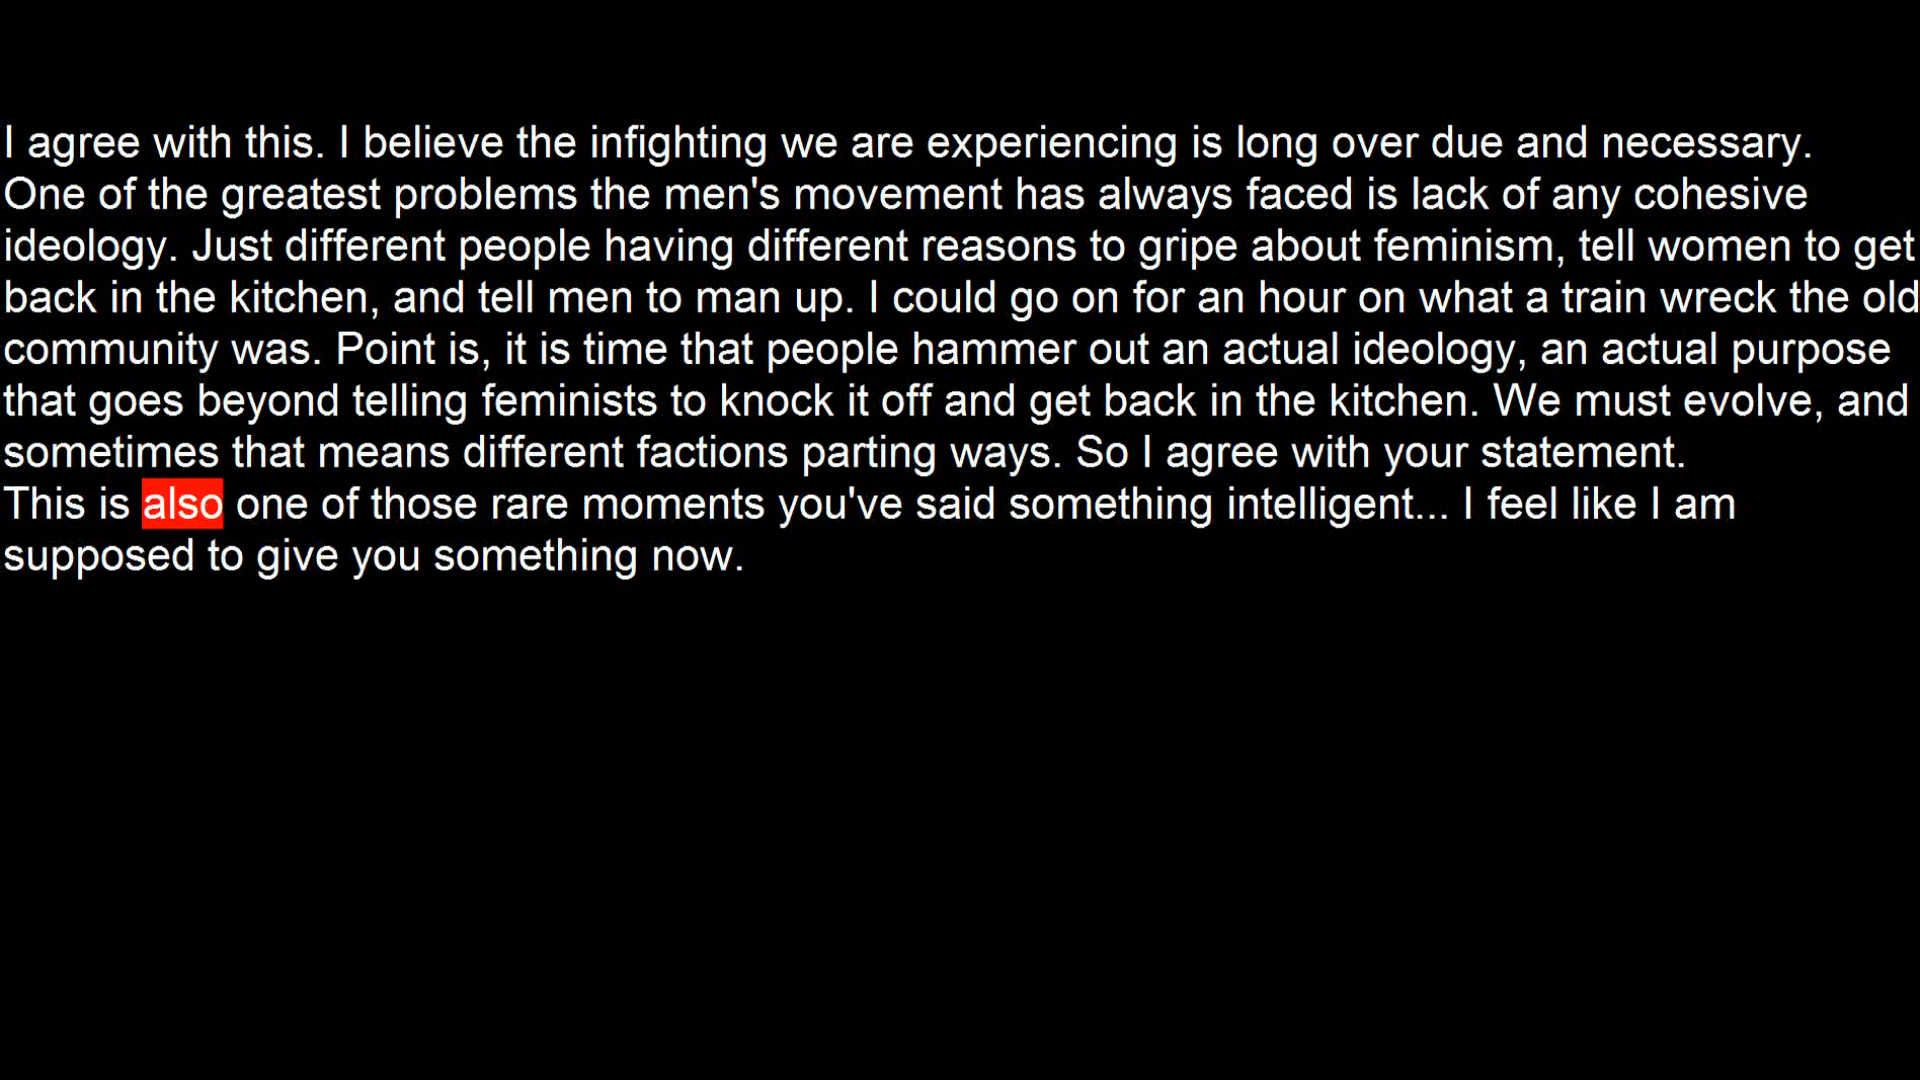 I agree with this. I believe the infighting we are experiencing is long over due and necessary.
One of the greatest problems the men's movement has always faced is lack of any cohesive
ideology. Just different people having different reasons to gripe about feminism, tell women to get
back in the kitchen, and tell men to man up. I could go on for an hour on what a train wreck the old
community was. Point is, it is time that people hammer out an actual ideology, an actual purpose
that goes beyond telling feminists to knock it off and get back in the kitchen. We must evolve, and
sometimes that means different factions parting ways. So I agree with your statement.
This is also one of those rare moments you've said something intelligent... I feel like I am
supposed to give you something now.